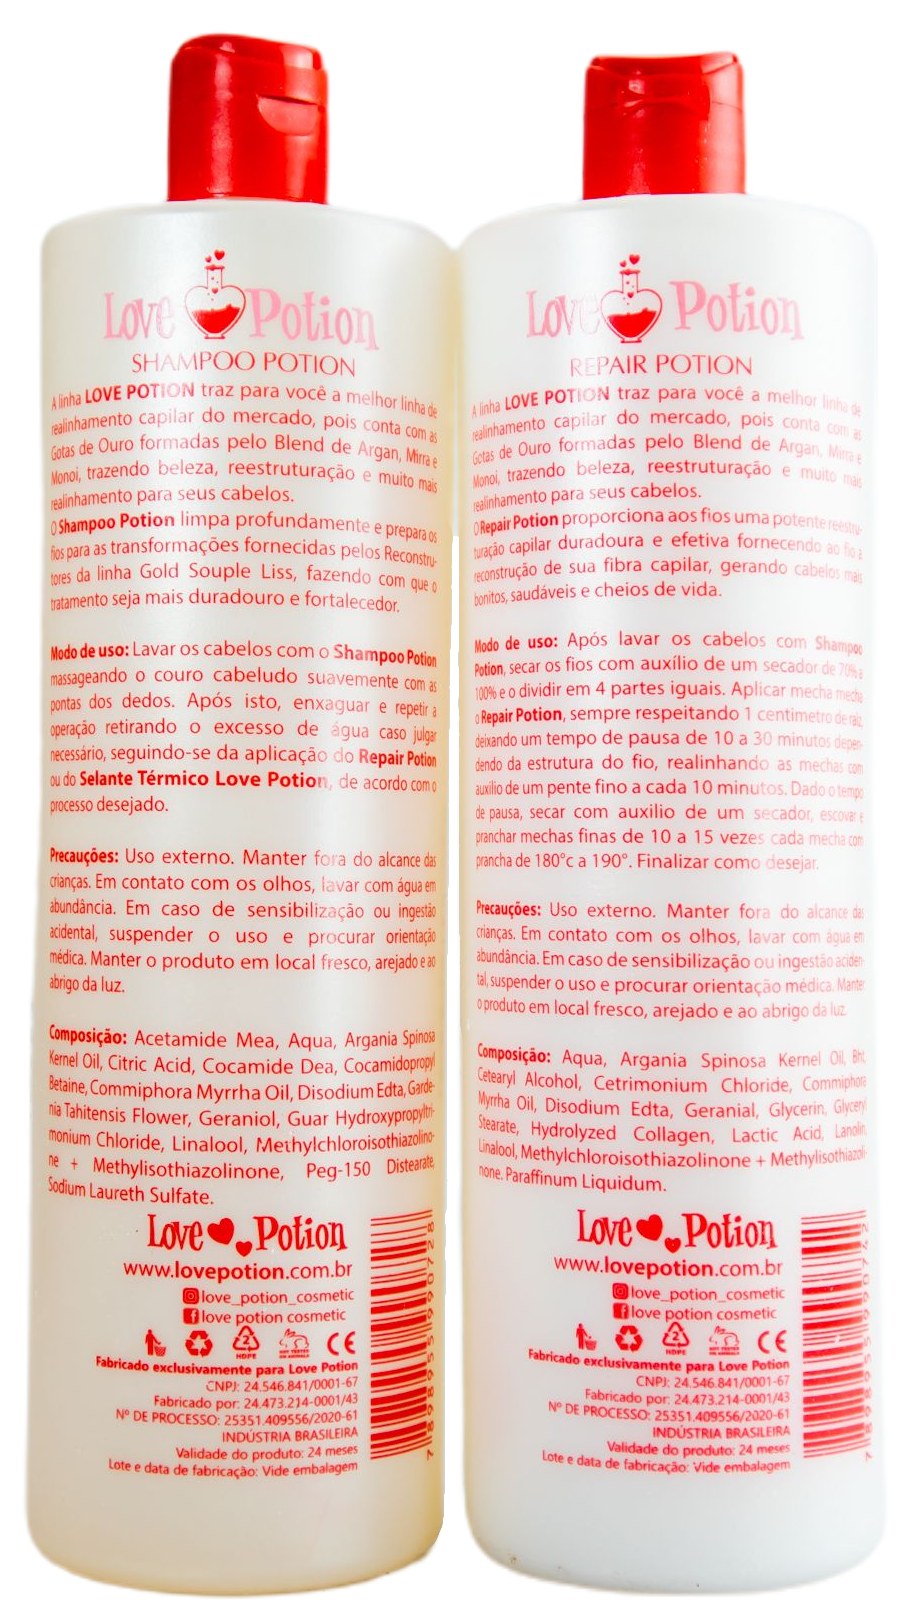 Love Potion
SHAMPOO POTION
A linha LOVE POTION traz para você a melhor linha de
realinhamento capilar do mercado, pois conta com as
Gotas de Ouro formadas pelo Blend de Argan, Mirra e
Monoi, trazendo beleza, reestruturação e muito mais
realinhamento para seus cabelos.
O Shampoo Potion limpa profundamente e prepara os
fios para as transformações fornecidas pelos Reconstru-
tores da linha Gold Souple Liss, fazendo com que o
tratamento seja mais duradouro e fortalecedor.
Modo de uso: Lavar os cabelos com o Shampoo Potion
massageando o couro cabeludo suavemente com as
pontas dos dedos. Após isto, enxaguar e repetir a
operação retirando o excesso de água caso julgar
necessário, seguindo-se da aplicação do Repair Potion
ou do Selante Térmico Love Potion, de acordo com o
processo desejado.
Precauções: Uso externo. Manter fora do alcance das
crianças. Em contato com os olhos, lavar com água em
abundância. Em caso de sensibilização ou ingestão
acidental, suspender o uso e procurar orientação
médica. Manter o produto em local fresco, arejado e ao
abrigo da luz.
Composição: Acetamide Mea, Aqua, Argania Spinosa
Kernel Oil, Citric Acid, Cocamide Dea, Cocamidopropyl
Betaine, Commiphora Myrrha Oil, Disodium Edta, Garde-
nia Tahitensis Flower, Geraniol, Guar Hydroxypropyltri-
monium Chloride, Linalool, Methylchloroisothiazolino-
ne + Methylisothiazolinone, Peg-150 Distearate,
Sodium Laureth Sulfate.
Love Potion
www.lovepotion.com.br
love_potion_cosmetic
love potion cosmetic
2
HDPE
NOT TESTED
ON ANIMALS
CE
Fabricado exclusivamente para Love Potion
CNPJ: 24.546.841/0001-67
Fabricado por: 24.473.214-0001/43
Nº DE PROCESSO: 25351.409556/2020-61
INDÚSTRIA BRASILEIRA
Validade do produto: 24 meses
Lote e data de fabricação: Vide embalagem
7898955990728
Love Potion
REPAIR POTION
A linha LOVE POTION traz para você a melhor linha de
realinhamento capilar do mercado, pois conta com as
Gotas de Ouro formadas pelo Blend de Argan, Mirra e
Monoi, trazendo beleza, reestruturação e muito mais
realinhamento para seus cabelos.
O Repair Potion proporciona aos fios uma potente reestru-
turação capilar duradoura e efetiva fornecendo ao fio a
reconstrução de sua fibra capilar, gerando cabelos mais
bonitos, saudáveis e cheios de vida.
Modo de uso: Após lavar os cabelos com Shampoo
Potion, secar os fios com auxílio de um secador de 70% a
100% e o dividir em 4 partes iguais. Aplicar mecha mecha
o Repair Potion, sempre respeitando 1 centimetro de raiz,
deixando um tempo de pausa de 10 a 30 minutos depen-
dendo da estrutura do fio, realinhando as mechas com
auxilio de um pente fino a cada 10 minutos. Dado o tempo
de pausa, secar com auxilio de um secador, escovar e
pranchar mechas finas de 10 a 15 vezes cada mecha com
prancha de 180°c a 190°. Finalizar como desejar.
Precauções: Uso externo. Manter fora do alcance das
crianças. Em contato com os olhos, lavar com água em
abundância. Em caso de sensibilização ou ingestão aciden-
tal, suspender o uso e procurar orientação médica. Manter
o produto em local fresco, arejado e ao abrigo da luz.
Composição: Aqua, Argania Spinosa Kernel Oil, Bht,
Cetearyl Alcohol, Cetrimonium Chloride, Commiphora
Myrrha Oil, Disodium Edta, Geranial, Glycerin, Glyceryl
Stearate, Hydrolyzed Collagen, Lactic Acid, Lanolin,
Linalool, Methylchloroisothiazolinone + Methylisothiazoli-
none. Paraffinum Liquidum.
Love Potion
www.lovepotion.com.br
love_potion_cosmetic
love potion cosmetic
2
HDPE
NOT TESTED
ON ANIMALS
CE
Fabricado exclusivamente para Love Potion
CNPJ: 24.546.841/0001-67
Fabricado por: 24.473.214-0001/43
Nº DE PROCESSO: 25351.409556/2020-61
INDÚSTRIA BRASILEIRA
Validade do produto: 24 meses
Lote e data de fabricação: Vide embalagem
7898955990742